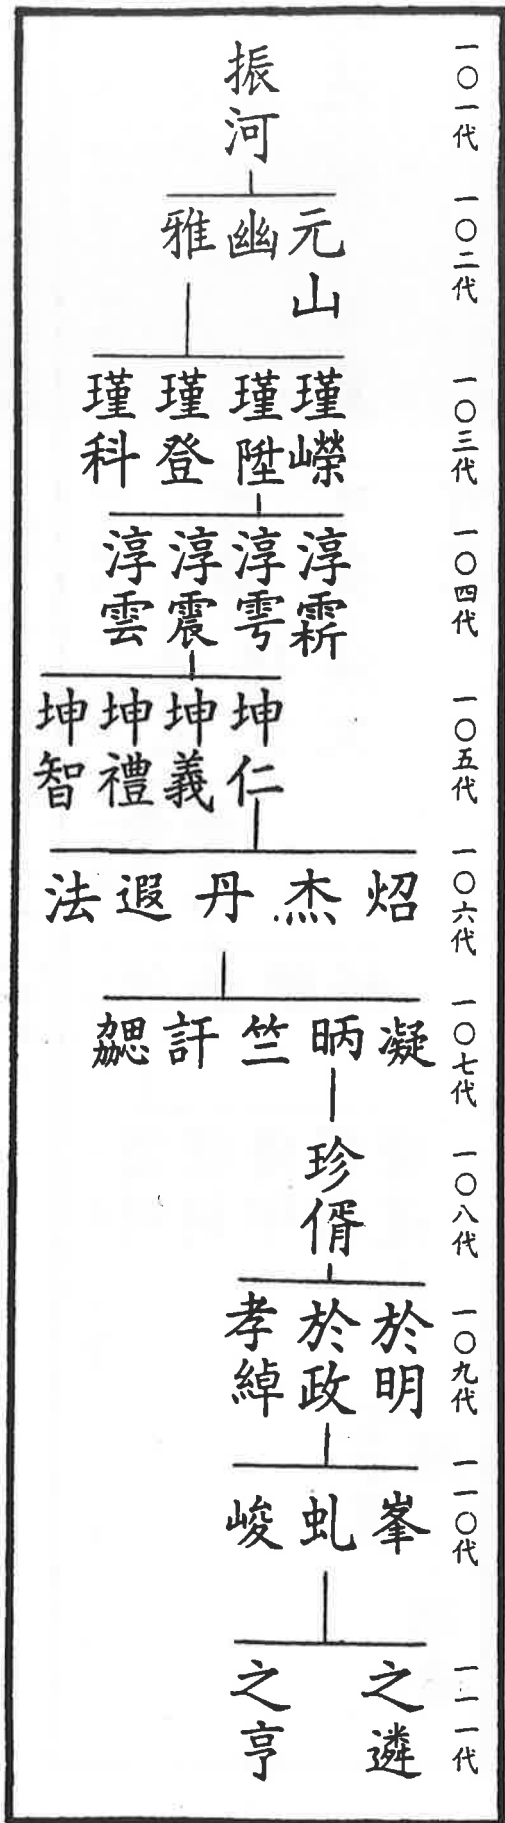 一〇一代
振河
一〇二代
元山
幽
雅
一〇三代
瑾嶸
瑾陞
瑾登
瑾科
一〇四代
淳霖
淳雩
淳震
淳雲
一〇五代
坤仁
坤義
坤禮
坤智
一〇六代
炤
杰
丹
遐
法
一〇七代
凝
昞
竺
訐
勰
一〇八代
珍偦
一〇九代
於明
於政
孝綽
一一〇代
峯
虬
峻
一一一代
之遴
之亨